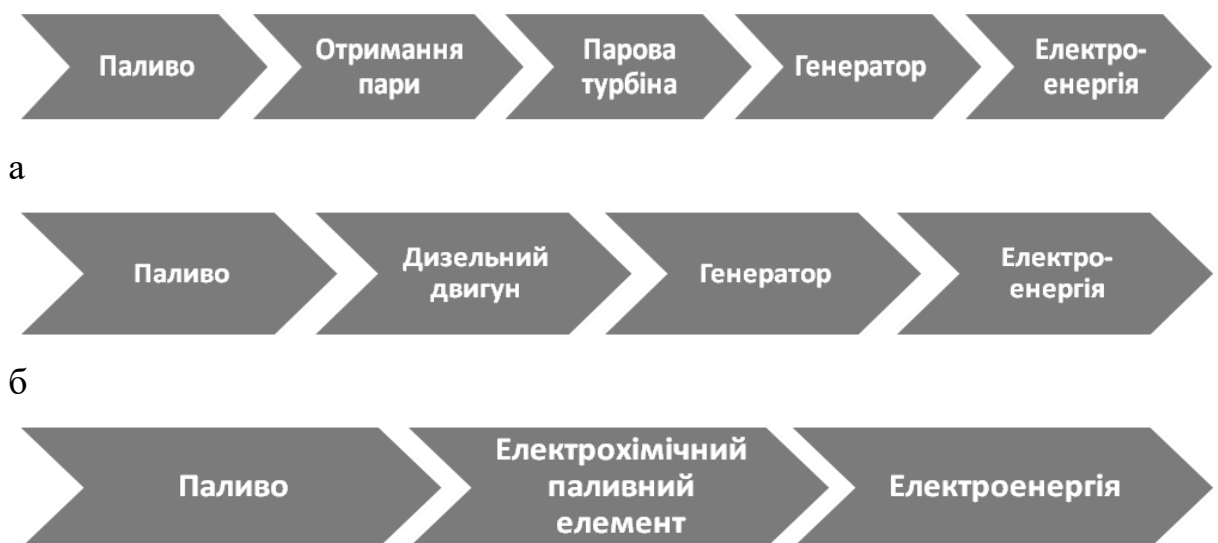 Паливо
Отримання
пари
Парова
турбіна
Генератор
Електро-
енергія
а
Паливо
Дизельний
двигун
Генератор
Електро-
енергія
б
Паливо
Електрохімічний
паливний
елемент
Електроенергія